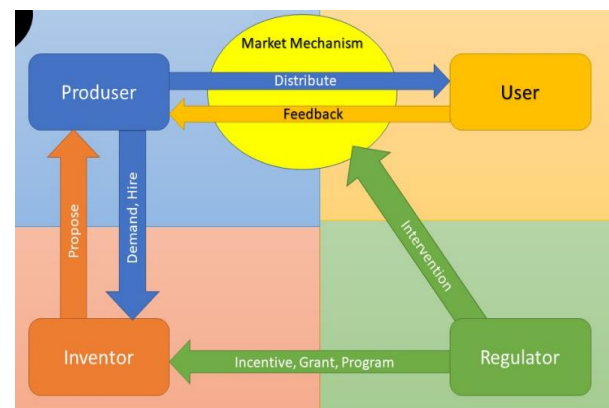 Market Mechanism
Produser
Distribute
User
Feedback
Propose
Demand, Hire
Intervention
Inventor
Incentive, Grant, Program
Regulator